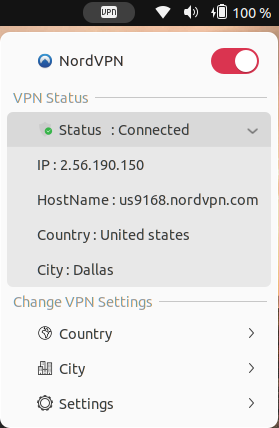 VPN 100 %
NordVPN
VPN Status
Status : Connected
IP : 2.56.190.150
HostName : us9168.nordvpn.com
Country : United states
City : Dallas
Change VPN Settings
Country
City
Settings